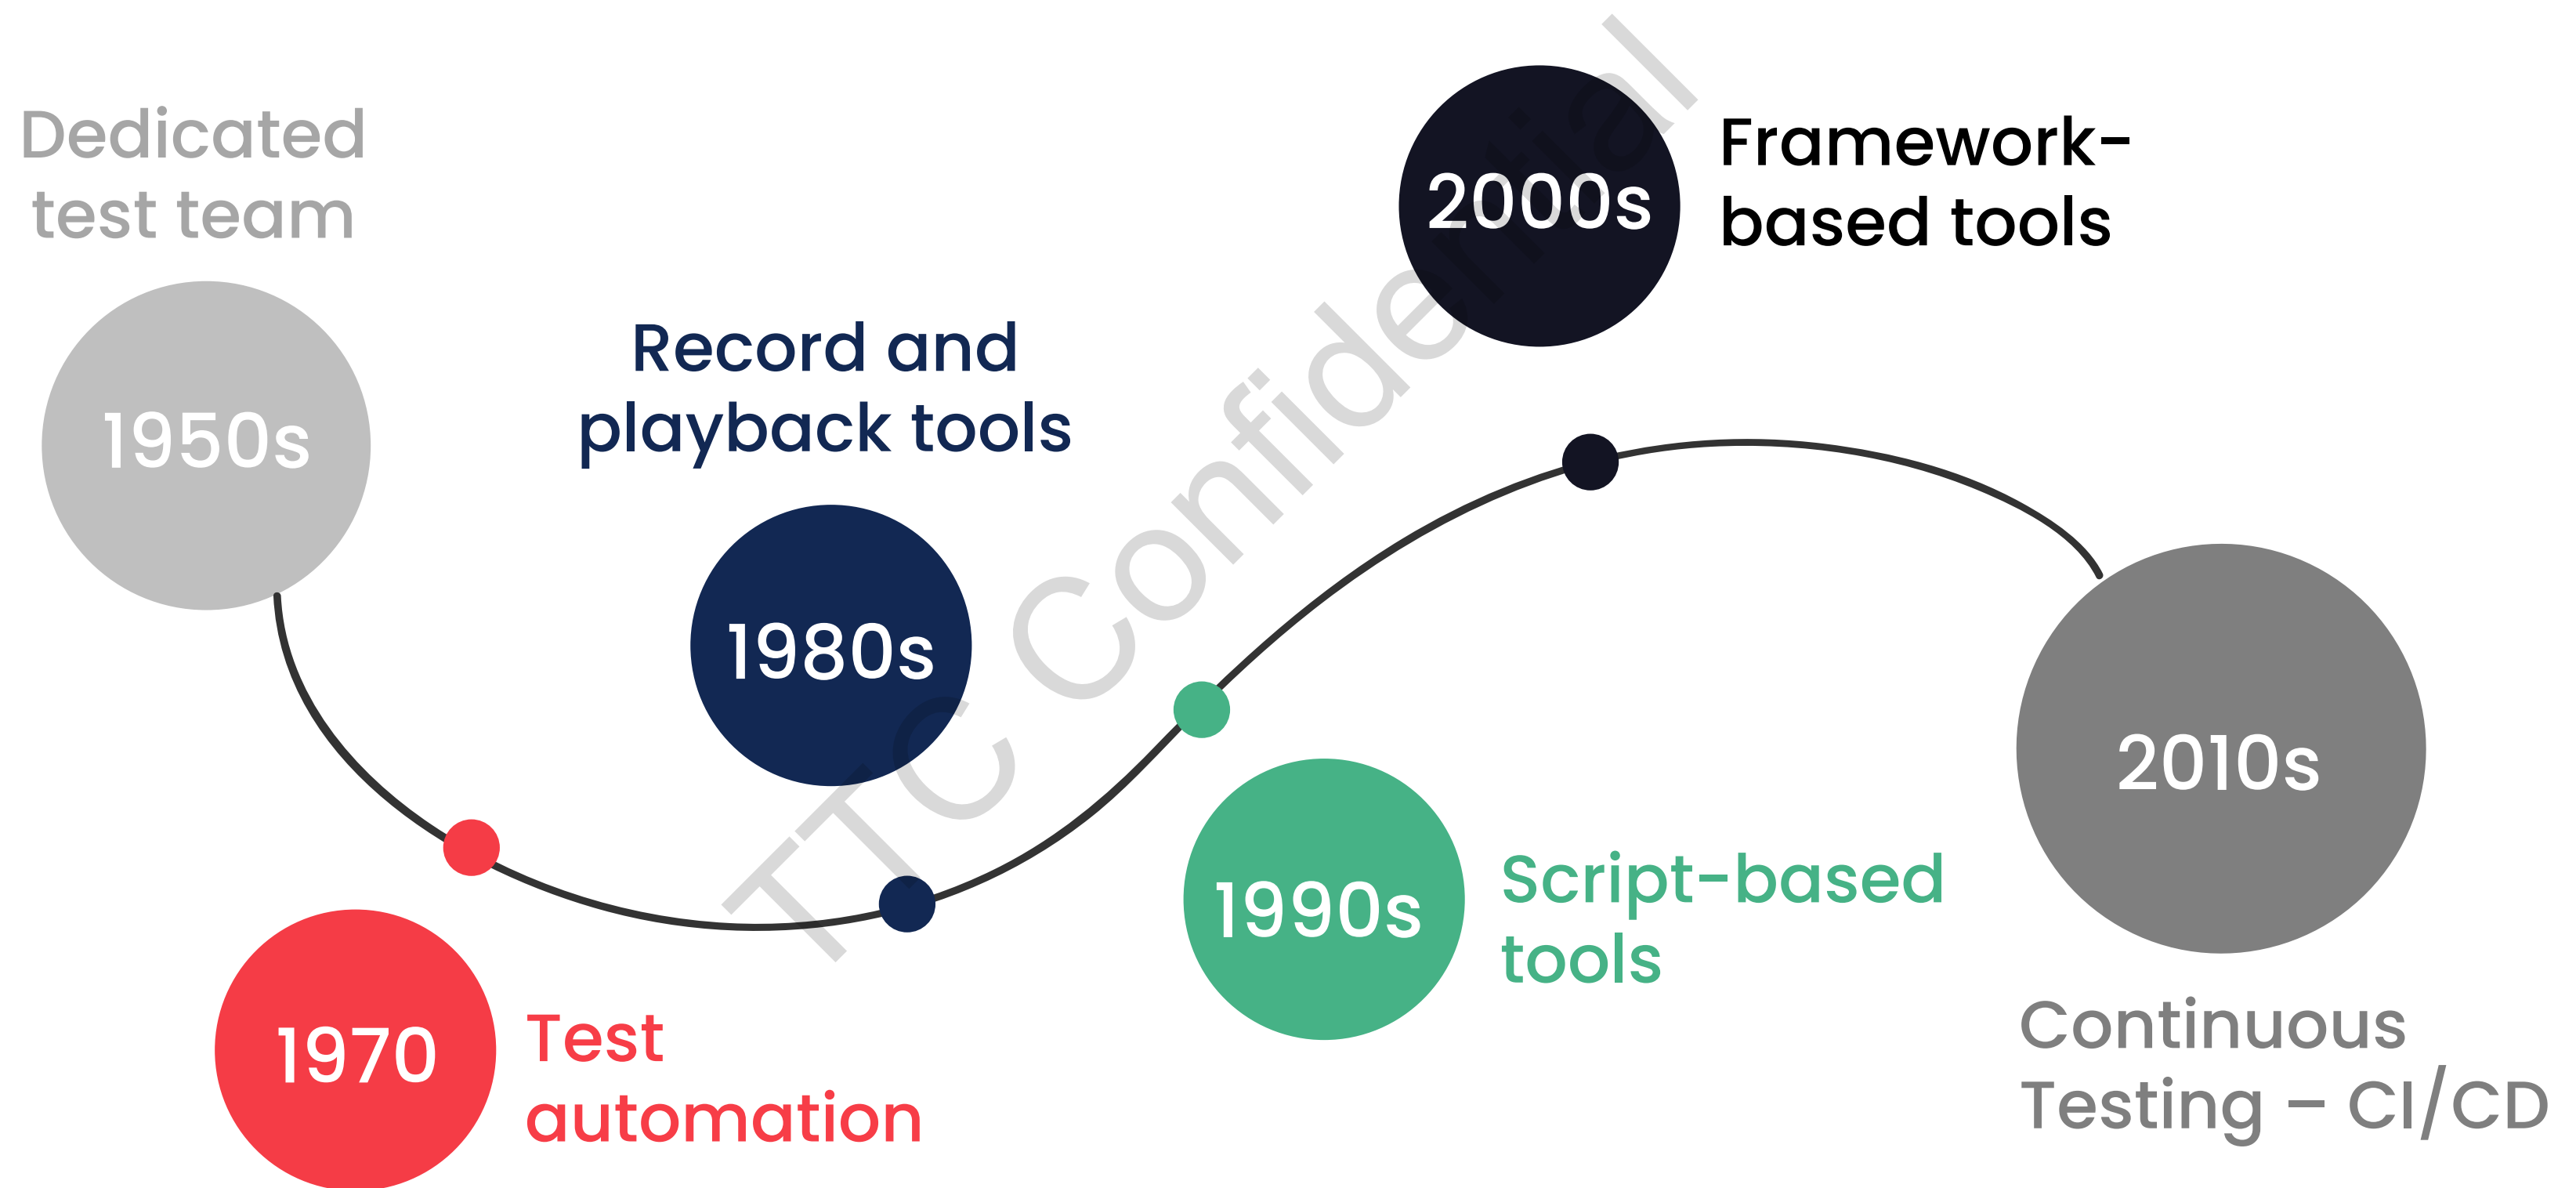 Dedicated
test team
1950s
1970
Test
automation
Record and
playback tools
1980s
1990s
Script-based
tools
2000s
Framework-
based tools
2010s
Continuous
Testing – CI/CD
TTC Confidential